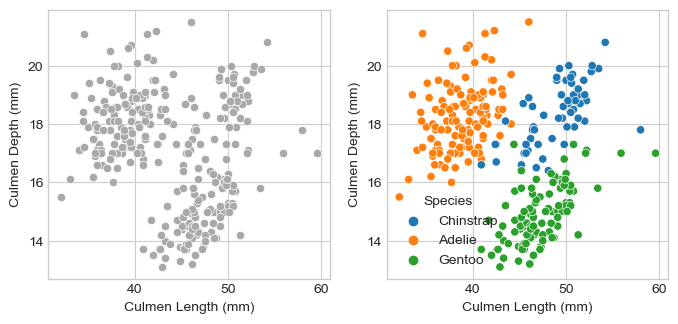 20
18
16
14
Culmen Depth (mm)
40
50
60
Culmen Length (mm)
20
18
16
14
Culmen Depth (mm)
Species
Chinstrap
Adelie
Gentoo
40
50
60
Culmen Length (mm)